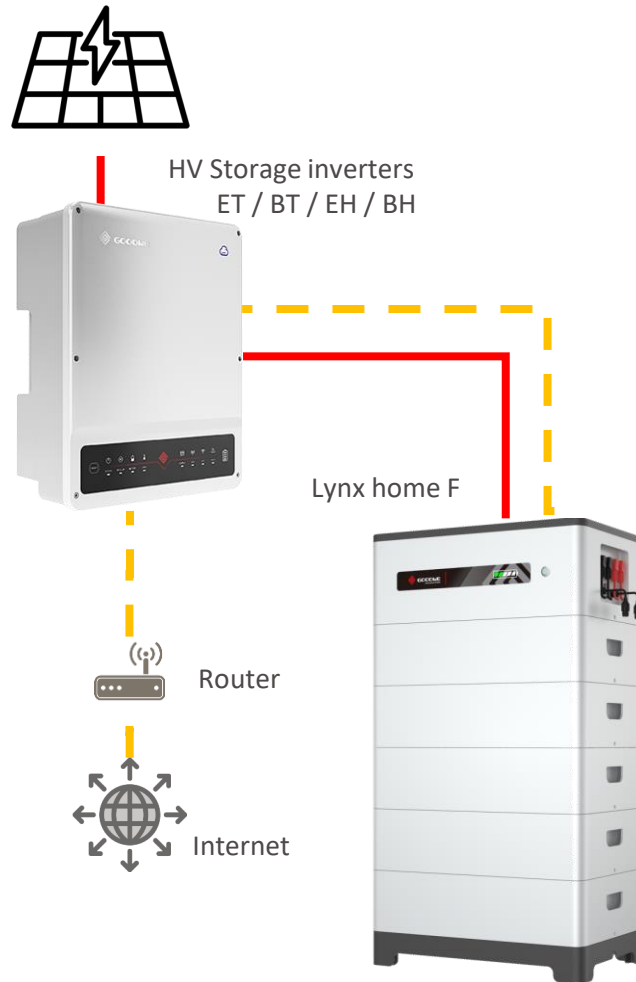 HV Storage inverters
ET / BT / EH / BH
GOODWE
Lynx home F
GOODWE
Router
Internet